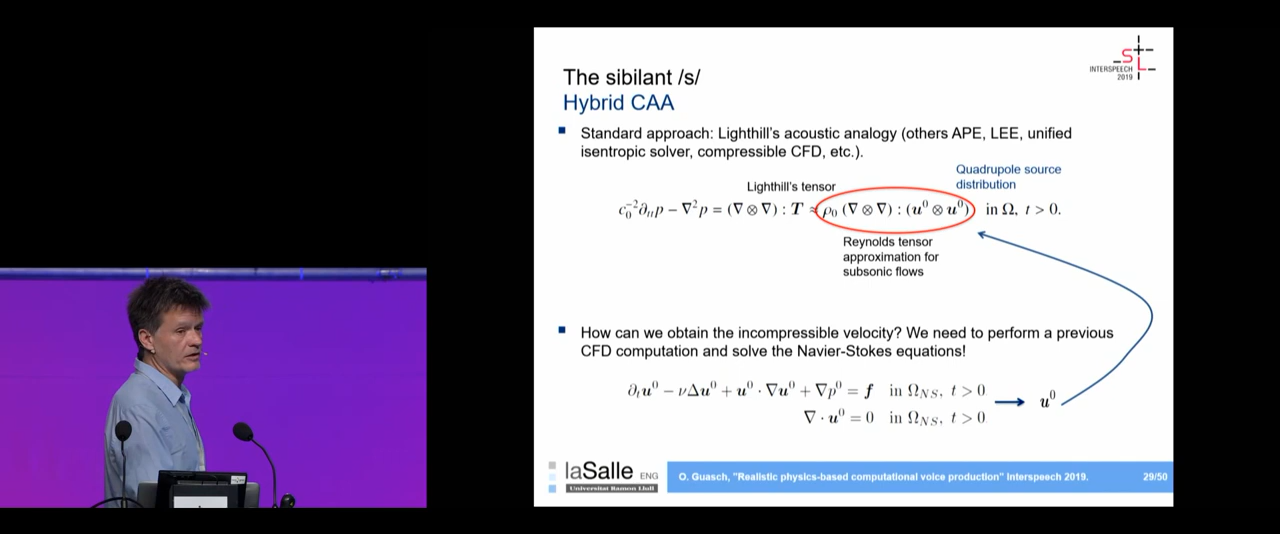 The sibilant /s/
Hybrid CAA
S
INTERSPEECH L
2019
Standard approach: Lighthill's acoustic analogy (others APE, LEE, unified
isentropic solver, compressible CFD, etc.).
Quadrupole source
distribution
Lighthill's tensor
c₀⁻²∂ₜₜp − ∇²p = (∇ ⊗ ∇) : T ≈ ρ₀ (∇ ⊗ ∇) : (u⁰ ⊗ u⁰) in Ω, t > 0.
Reynolds tensor
approximation for
subsonic flows
How can we obtain the incompressible velocity? We need to perform a previous
CFD computation and solve the Navier-Stokes equations!
∂ₜu⁰ − νΔu⁰ + u⁰ · ∇u⁰ + ∇p⁰ = f in Ω_NS, t > 0
∇ · u⁰ = 0 in Ω_NS, t > 0
u⁰
laSalle ENG
Universitat Ramon Llull
O. Guasch, "Realistic physics-based computational voice production" Interspeech 2019.
29/50